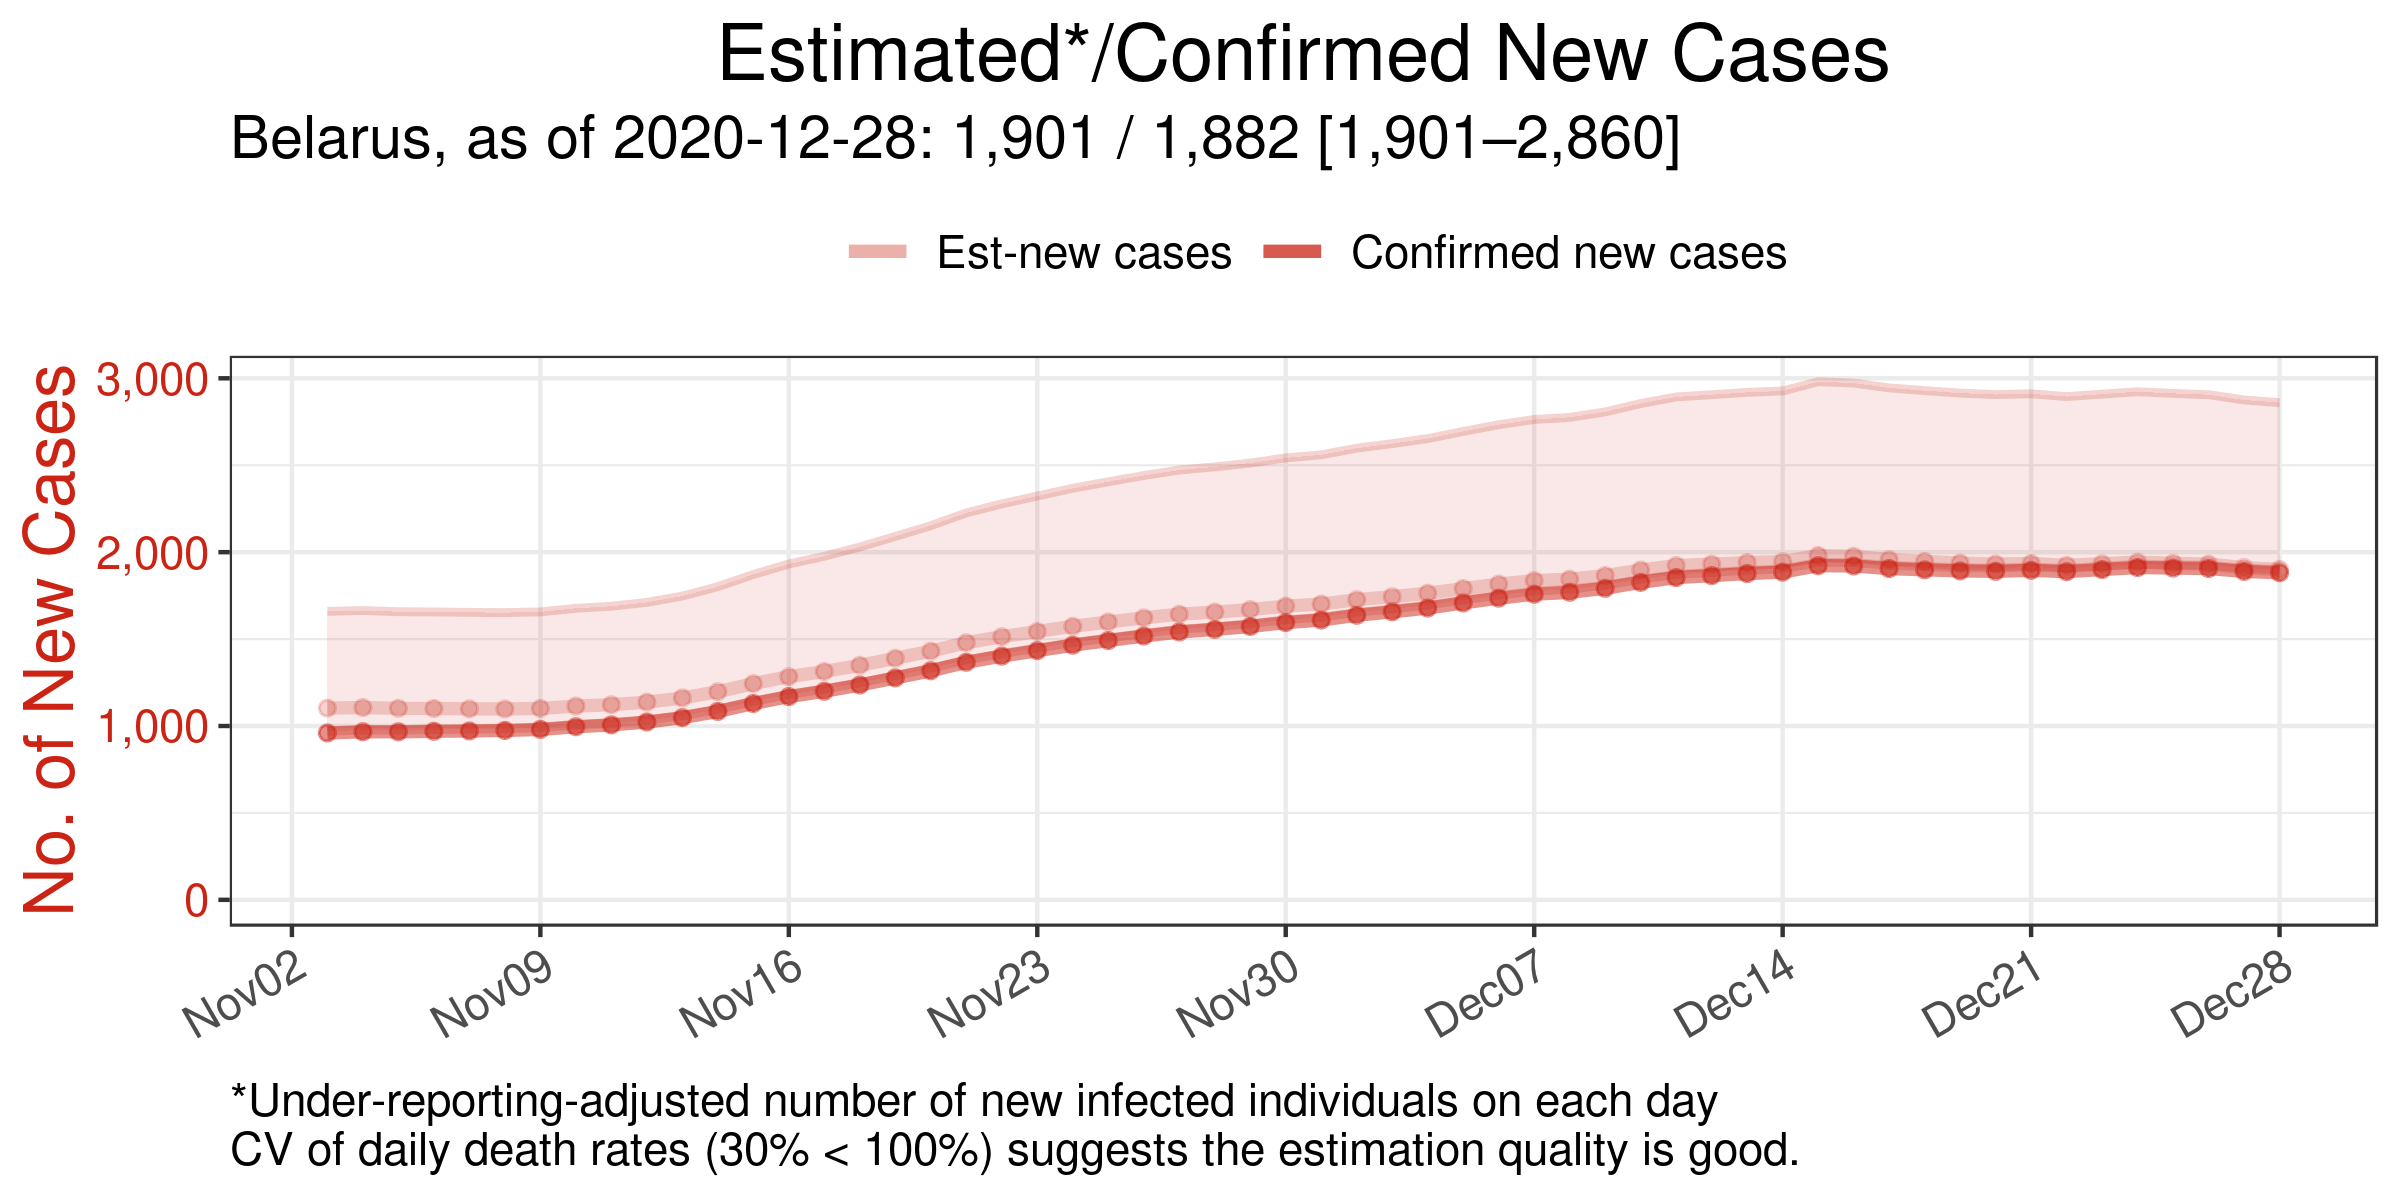 Estimated*/Confirmed New Cases
Belarus, as of 2020-12-28: 1,901 / 1,882 [1,901–2,860]
Est-new cases
Confirmed new cases
No. of New Cases
3,000
2,000
1,000
0
Nov02
Nov09
Nov16
Nov23
Nov30
Dec07
Dec14
Dec21
Dec28
*Under-reporting-adjusted number of new infected individuals on each day
CV of daily death rates (30% < 100%) suggests the estimation quality is good.